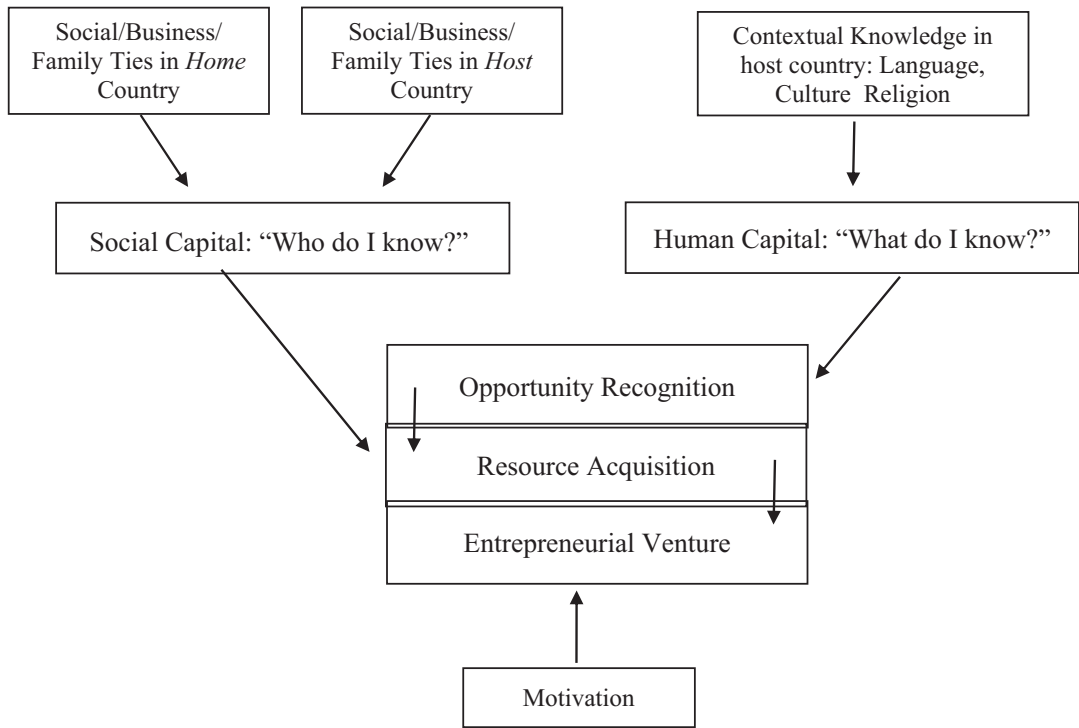 Social/Business/
Family Ties in Home
Country
Social/Business/
Family Ties in Host
Country
Contextual Knowledge in
host country: Language,
Culture Religion
Social Capital: “Who do I know?”
Human Capital: “What do I know?”
Opportunity Recognition
Resource Acquisition
Entrepreneurial Venture
Motivation